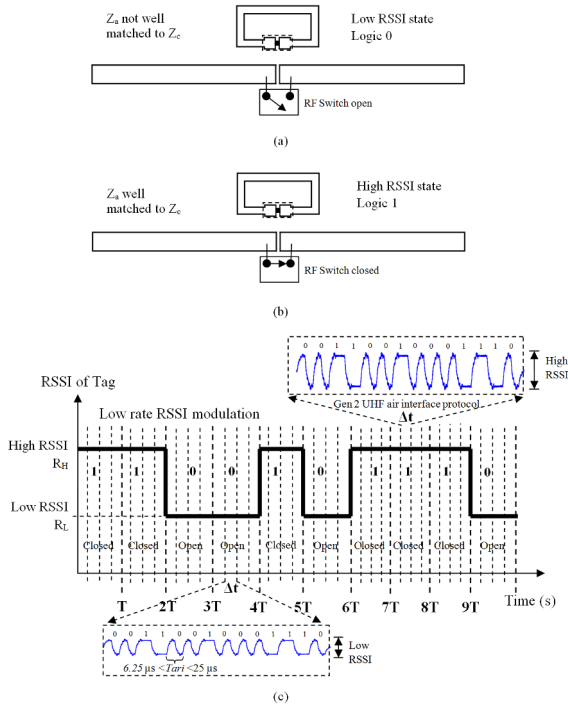 Zₐ not well
matched to Z_c
Low RSSI state
Logic 0
RF Switch open
(a)
Zₐ well
matched to Z_c
High RSSI state
Logic 1
RF Switch closed
(b)
0 0 1 1 0 0 1 0 0 0 1 1 1 0
High
RSSI
Gen 2 UHF air interface protocol
Δt
RSSI of Tag
Low rate RSSI modulation
High RSSI
R_H
1 1 0 0 1 0 1 1 1 0
Low RSSI
R_L
Closed Closed Open Open Closed Open Closed Closed Closed Open
Δt
T 2T 3T 4T 5T 6T 7T 8T 9T
Time (s)
0 0 1 1 0 0 1 0 0 0 1 1 1 0
Low
RSSI
6.25 µs <Tari <25 µs
(c)